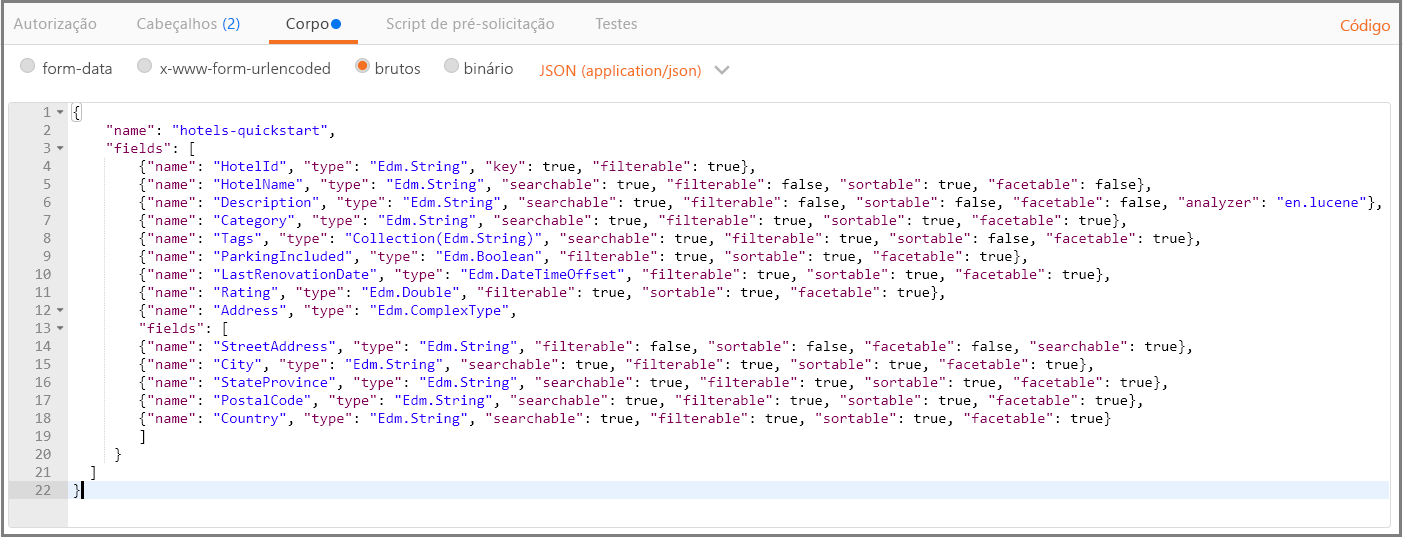 Autorização Cabeçalhos (2) Corpo Script de pré-solicitação Testes Código
form-data x-www-form-urlencoded brutos binário JSON (application/json)
1 {
2 "name": "hotels-quickstart",
3 "fields": [
4 {"name": "HotelId", "type": "Edm.String", "key": true, "filterable": true},
5 {"name": "HotelName", "type": "Edm.String", "searchable": true, "filterable": false, "sortable": true, "facetable": false},
6 {"name": "Description", "type": "Edm.String", "searchable": true, "filterable": false, "sortable": false, "facetable": false, "analyzer": "en.lucene"},
7 {"name": "Category", "type": "Edm.String", "searchable": true, "filterable": true, "sortable": true, "facetable": true},
8 {"name": "Tags", "type": "Collection(Edm.String)", "searchable": true, "filterable": true, "sortable": false, "facetable": true},
9 {"name": "ParkingIncluded", "type": "Edm.Boolean", "filterable": true, "sortable": true, "facetable": true},
10 {"name": "LastRenovationDate", "type": "Edm.DateTimeOffset", "filterable": true, "sortable": true, "facetable": true},
11 {"name": "Rating", "type": "Edm.Double", "filterable": true, "sortable": true, "facetable": true},
12 {"name": "Address", "type": "Edm.ComplexType",
13 "fields": [
14 {"name": "StreetAddress", "type": "Edm.String", "filterable": false, "sortable": false, "facetable": false, "searchable": true},
15 {"name": "City", "type": "Edm.String", "searchable": true, "filterable": true, "sortable": true, "facetable": true},
16 {"name": "StateProvince", "type": "Edm.String", "searchable": true, "filterable": true, "sortable": true, "facetable": true},
17 {"name": "PostalCode", "type": "Edm.String", "searchable": true, "filterable": true, "sortable": true, "facetable": true},
18 {"name": "Country", "type": "Edm.String", "searchable": true, "filterable": true, "sortable": true, "facetable": true}
19 ]
20 }
21 ]
22 }